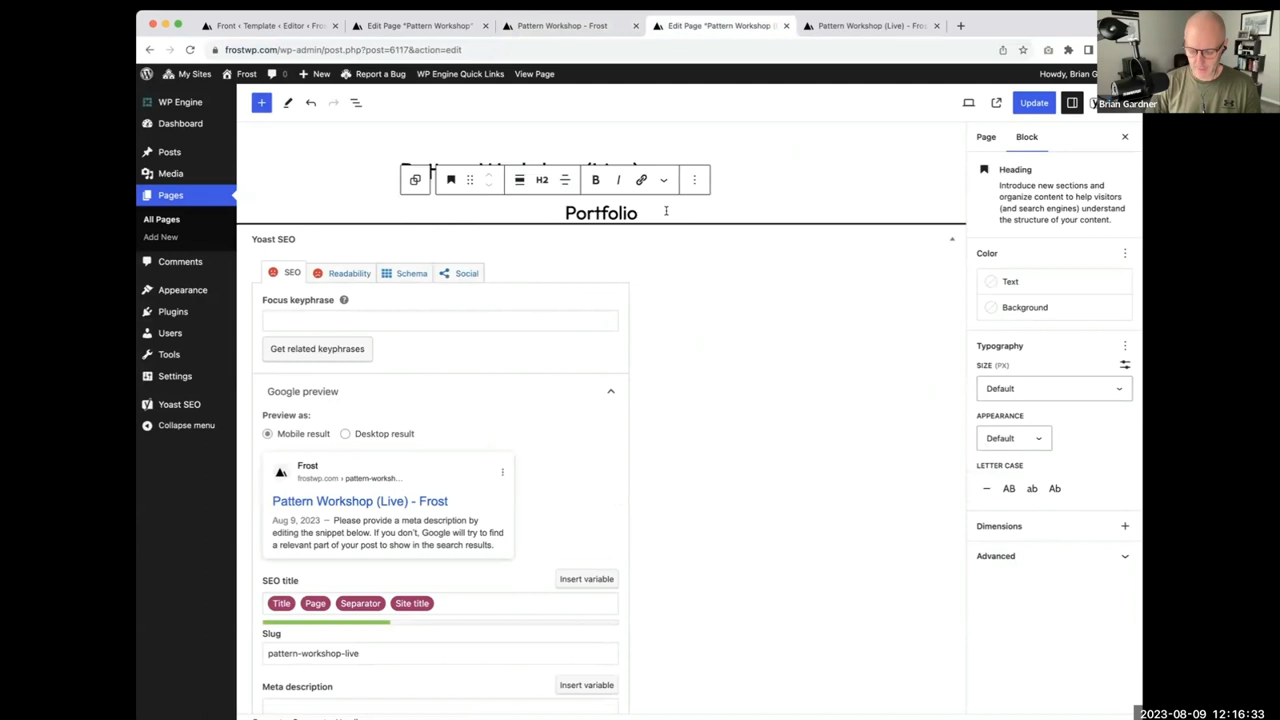 Front ‹ Template ‹ Editor ‹ Fro
Edit Page "Pattern Workshop"
Pattern Workshop - Frost
Edit Page "Pattern Workshop (
Pattern Workshop (Live) - Fros
frostwp.com/wp-admin/post.php?post=6117&action=edit
My Sites
Frost
0
New
Report a Bug
WP Engine Quick Links
View Page
Howdy, Brian Ga
Brian Gardner
WP Engine
Dashboard
Posts
Media
Pages
All Pages
Add New
Comments
Appearance
Plugins
Users
Tools
Settings
Yoast SEO
Collapse menu
Update
Pattern Workshop (Live)
H2
B
I
Portfolio
Yoast SEO
SEO
Readability
Schema
Social
Focus keyphrase
Get related keyphrases
Google preview
Preview as:
Mobile result
Desktop result
Frost
frostwp.com › pattern-worksh...
Pattern Workshop (Live) - Frost
Aug 9, 2023 – Please provide a meta description by
editing the snippet below. If you don't, Google will try to find
a relevant part of your post to show in the search results.
SEO title
Insert variable
Title
Page
Separator
Site title
Slug
pattern-workshop-live
Meta description
Insert variable
Page
Block
Heading
Introduce new sections and
organize content to help visitors
(and search engines) understand
the structure of your content.
Color
Text
Background
Typography
SIZE (PX)
Default
APPEARANCE
Default
LETTER CASE
AB
ab
Ab
Dimensions
Advanced
2023-08-09 12:16:33